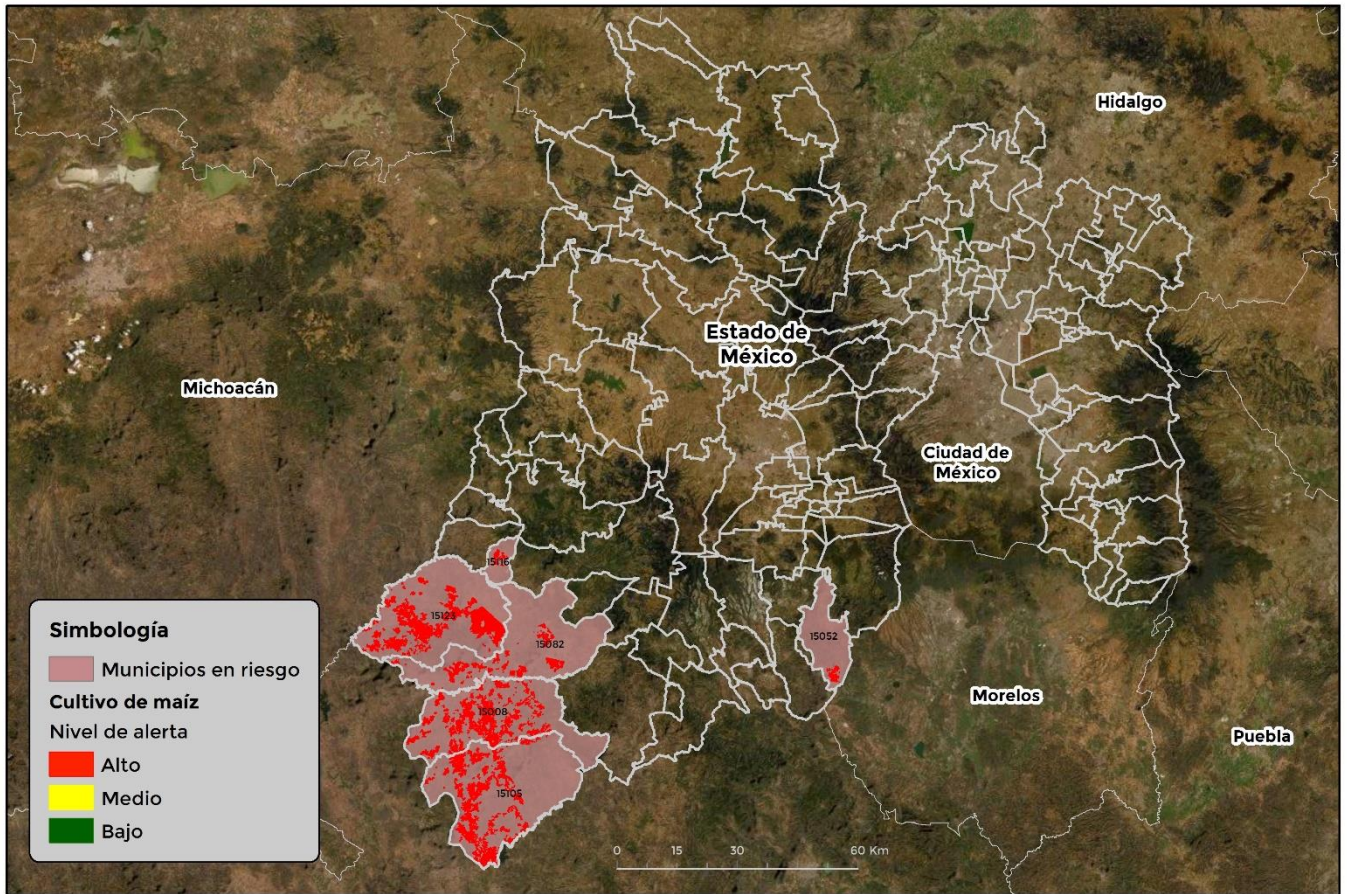 Hidalgo
Estado de
México
Michoacán
Ciudad de
México
15116
15123
15082
15052
Simbología
Municipios en riesgo
Cultivo de maíz
Nivel de alerta
Alto
Medio
Bajo
15008
15105
Morelos
Puebla
0 15 30 60 Km